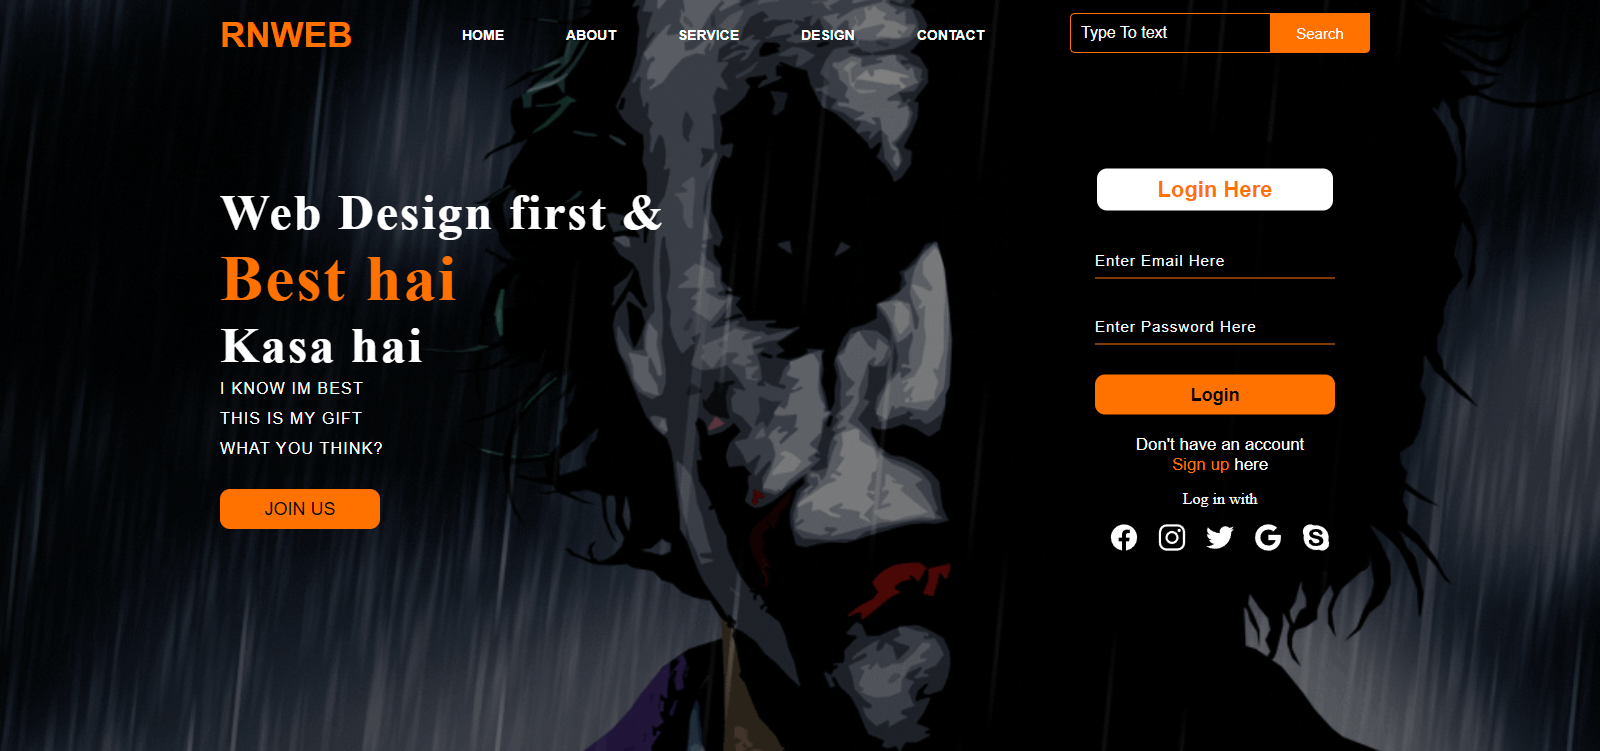 RNWEB
HOME ABOUT SERVICE DESIGN CONTACT
Type To text Search
Web Design first &
Best hai
Kasa hai
I KNOW IM BEST
THIS IS MY GIFT
WHAT YOU THINK?
JOIN US
Login Here
Enter Email Here
Enter Password Here
Login
Don't have an account
Sign up here
Log in with